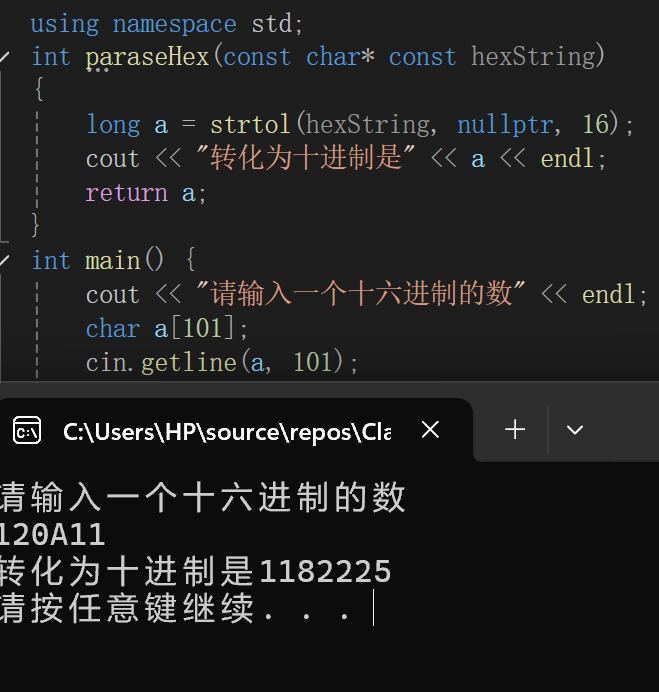 using namespace std;
int paraseHex(const char* const hexString)
{
long a = strtol(hexString, nullptr, 16);
cout << "转化为十进制是" << a << endl;
return a;
}
int main() {
cout << "请输入一个十六进制的数" << endl;
char a[101];
cin.getline(a, 101);
C:\Users\HP\source\repos\Cla
请输入一个十六进制的数
120A11
转化为十进制是1182225
请按任意键继续. . .